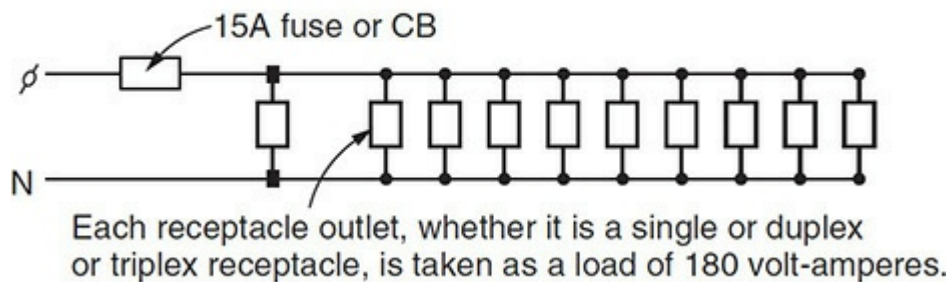 15A fuse or CB
ϕ
N
Each receptacle outlet, whether it is a single or duplex
or triplex receptacle, is taken as a load of 180 volt-amperes.